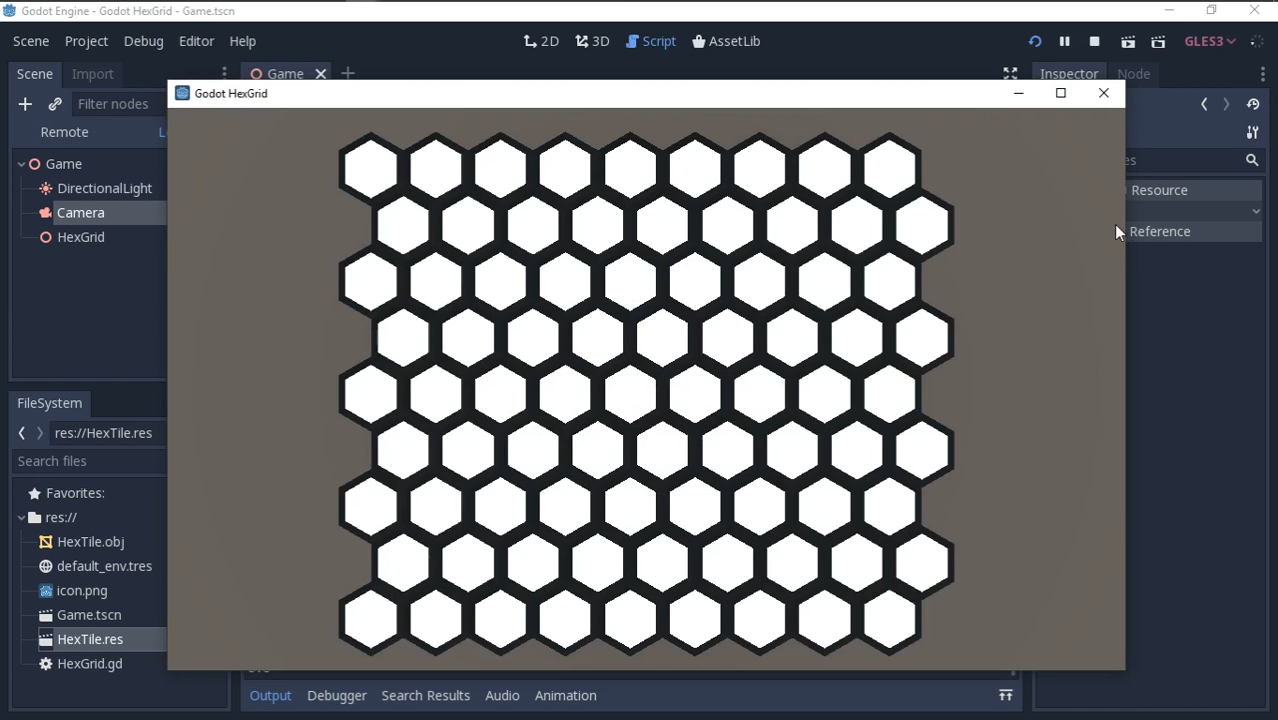 Godot Engine - Godot HexGrid - Game.tscn
Scene Project Debug Editor Help 2D 3D Script AssetLib GLES3
Scene Import Game Inspector Node
Filter nodes
Godot HexGrid
Remote
Game
DirectionalLight
Resource
Camera
Reference
HexGrid
FileSystem
res://HexTile.res
Search files
Favorites:
res://
HexTile.obj
default_env.tres
icon.png
Game.tscn
HexTile.res
HexGrid.gd
Output Debugger Search Results Audio Animation